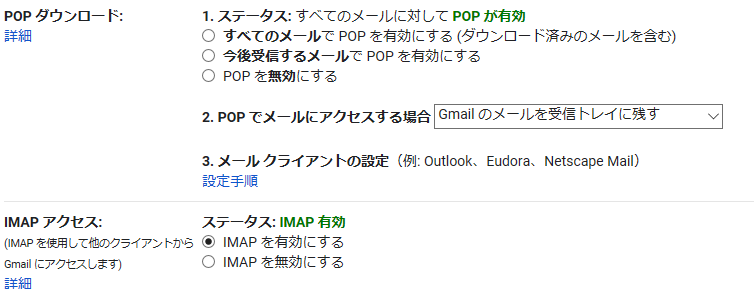 POP ダウンロード:
詳細
1. ステータス: すべてのメールに対して POP が有効
すべてのメールで POP を有効にする (ダウンロード済みのメールを含む)
今後受信するメールで POP を有効にする
POP を無効にする
2. POP でメールにアクセスする場合 Gmail のメールを受信トレイに残す
3. メール クライアントの設定（例: Outlook、Eudora、Netscape Mail）
設定手順
IMAP アクセス:
(IMAP を使用して他のクライアントから
Gmail にアクセスします)
詳細
ステータス: IMAP 有効
IMAP を有効にする
IMAP を無効にする